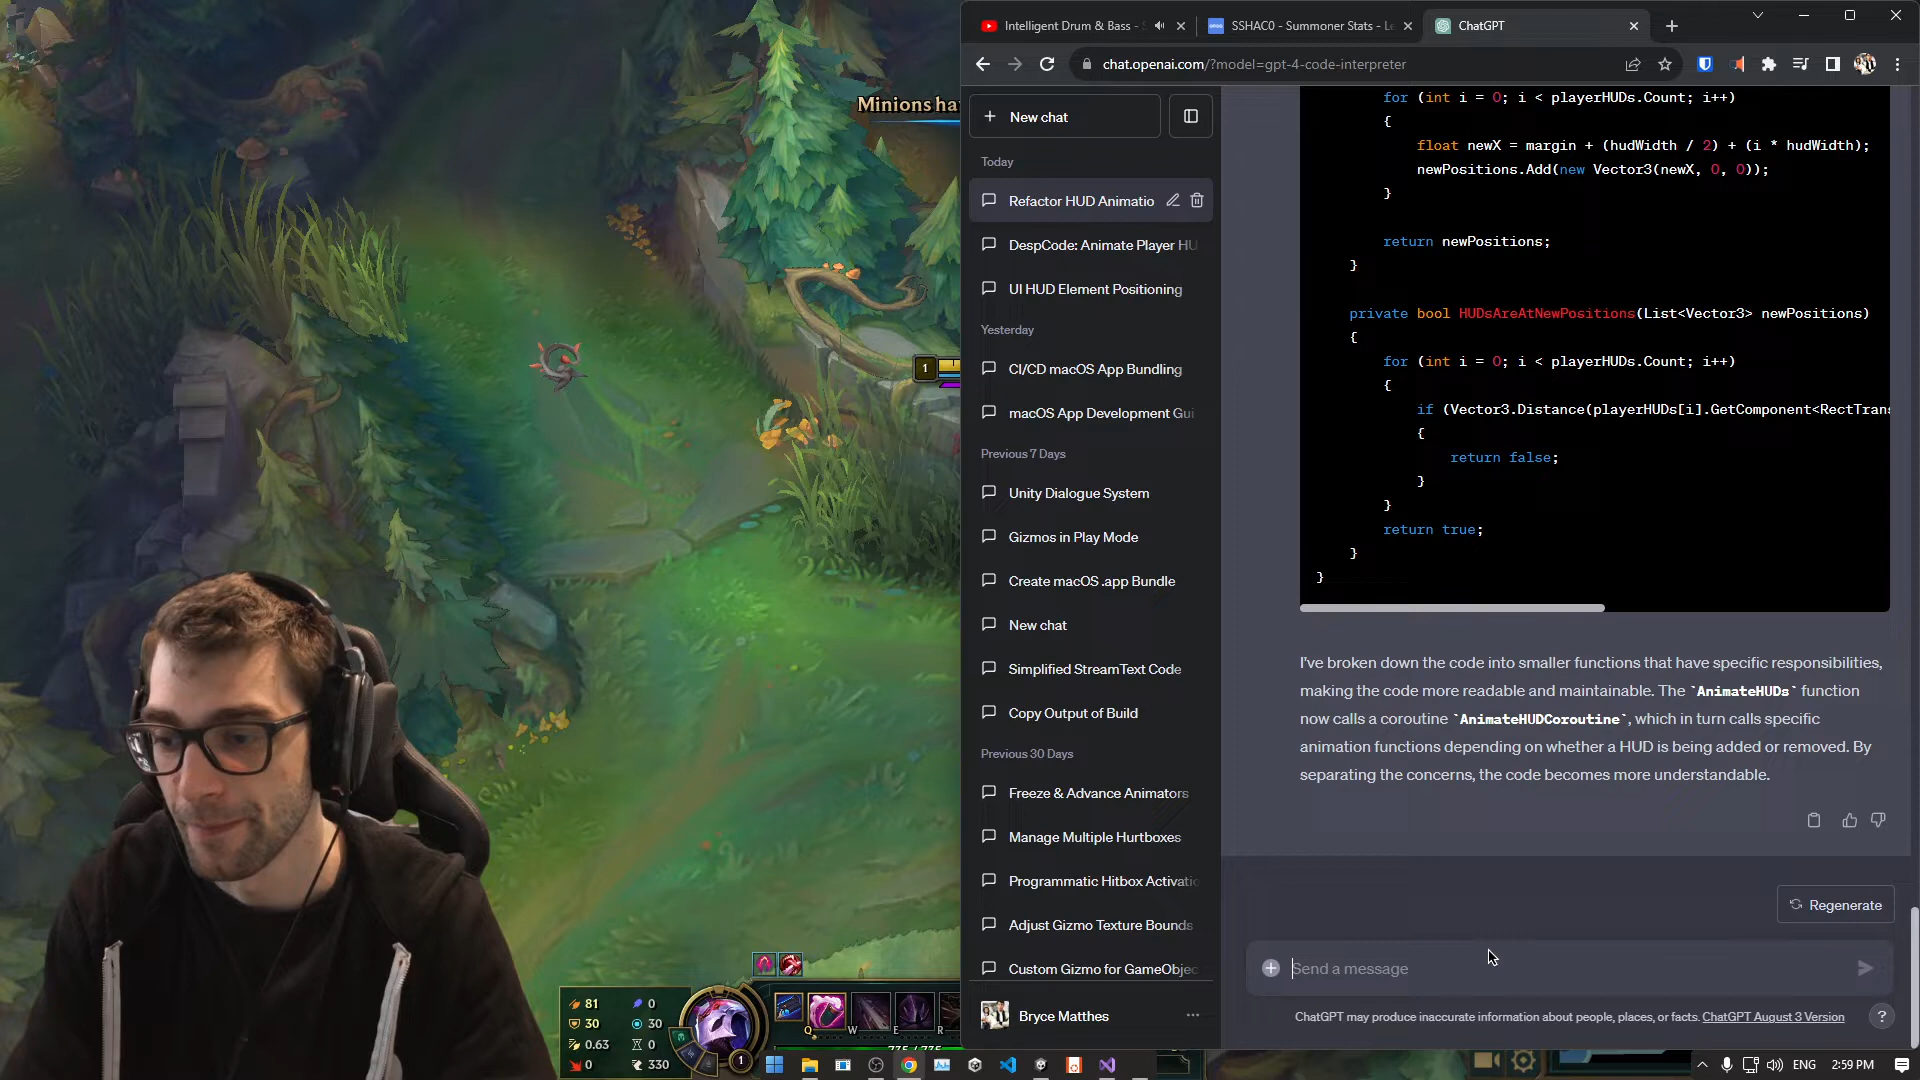 Intelligent Drum & Bass -
SSHAC0 - Summoner Stats - Le
ChatGPT
chat.openai.com/?model=gpt-4-code-interpreter
Minions ha
1
New chat
Today
Refactor HUD Animatio
DespCode: Animate Player HU
UI HUD Element Positioning
Yesterday
CI/CD macOS App Bundling
macOS App Development Gui
Previous 7 Days
Unity Dialogue System
Gizmos in Play Mode
Create macOS .app Bundle
New chat
Simplified StreamText Code
Copy Output of Build
Previous 30 Days
Freeze & Advance Animators
Manage Multiple Hurtboxes
Programmatic Hitbox Activatio
Adjust Gizmo Texture Bounds
Custom Gizmo for GameObjec
Bryce Matthes
for (int i = 0; i < playerHUDs.Count; i++)
{
float newX = margin + (hudWidth / 2) + (i * hudWidth);
newPositions.Add(new Vector3(newX, 0, 0));
}
return newPositions;
}
private bool HUDsAreAtNewPositions(List<Vector3> newPositions)
{
for (int i = 0; i < playerHUDs.Count; i++)
{
if (Vector3.Distance(playerHUDs[i].GetComponent<RectTrans
{
return false;
}
}
return true;
}
}
I've broken down the code into smaller functions that have specific responsibilities,
making the code more readable and maintainable. The `AnimateHUDs` function
now calls a coroutine `AnimateHUDCoroutine`, which in turn calls specific
animation functions depending on whether a HUD is being added or removed. By
separating the concerns, the code becomes more understandable.
Regenerate
Send a message
ChatGPT may produce inaccurate information about people, places, or facts. ChatGPT August 3 Version
?
81 0
30 30
0.63 0
0 330
1
Q W E R
ENG 2:59 PM